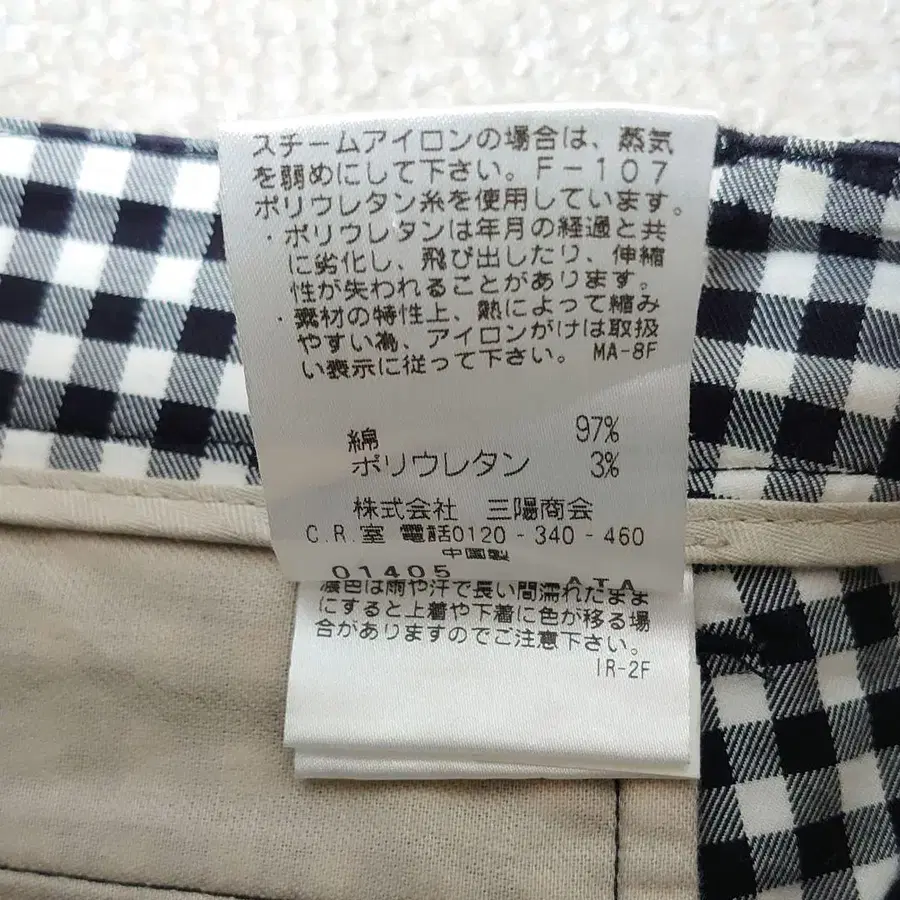 スチームアイロンの場合は、蒸気
を弱めにして下さい。F-107
ポリウレタン糸を使用しています。
・ポリウレタンは年月の経過と共
に劣化し、飛び出したり、伸縮
性が失われることがあります。
・素材の特性上、熱によって縮み
やすい為、アイロンがけは取扱
い表示に従って下さい。 MA-8F
綿 97%
ポリウレタン 3%
株式会社 三陽商会
C.R.室 電話0120-340-460
中国製
01405 ATA
濃色は雨や汗で長い間濡れたまま
にすると上着や下着に色が移る場
合がありますのでご注意下さい。
IR-2F